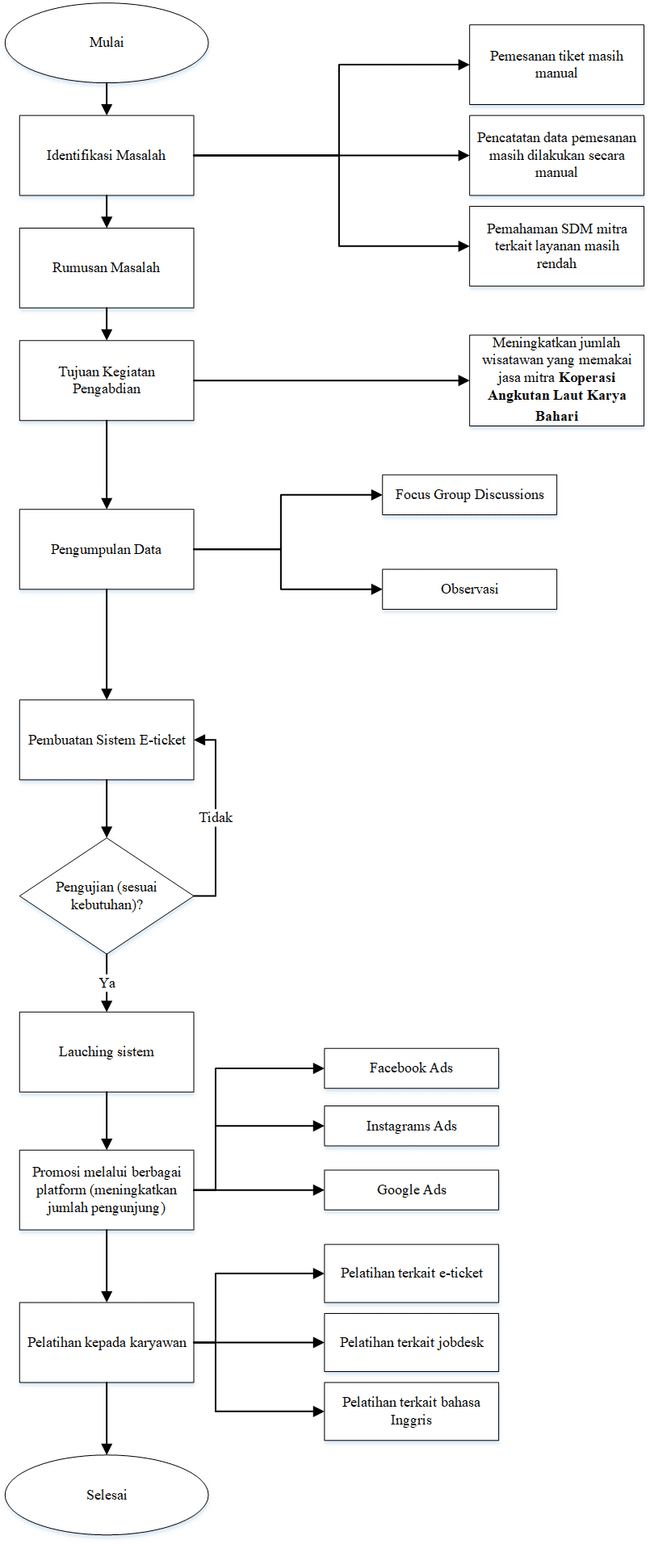 Mulai
Pemesanan tiket masih
manual
Identifikasi Masalah
Pencatatan data pemesanan
masih dilakukan secara
manual
Pemahaman SDM mitra
terkait layanan masih
rendah
Rumusan Masalah
Tujuan Kegiatan
Pengabdian
Meningkatkan jumlah
wisatawan yang memakai
jasa mitra Koperasi
Angkutan Laut Karya
Bahari
Pengumpulan Data
Focus Group Discussions
Observasi
Pembuatan Sistem E-ticket
Tidak
Pengujian (sesuai
kebutuhan)?
Ya
Lauching sistem
Promosi melalui berbagai
platform (meningkatkan
jumlah pengunjung)
Facebook Ads
Instagrams Ads
Google Ads
Pelatihan kepada karyawan
Pelatihan terkait e-ticket
Pelatihan terkait jobdesk
Pelatihan terkait bahasa
Inggris
Selesai